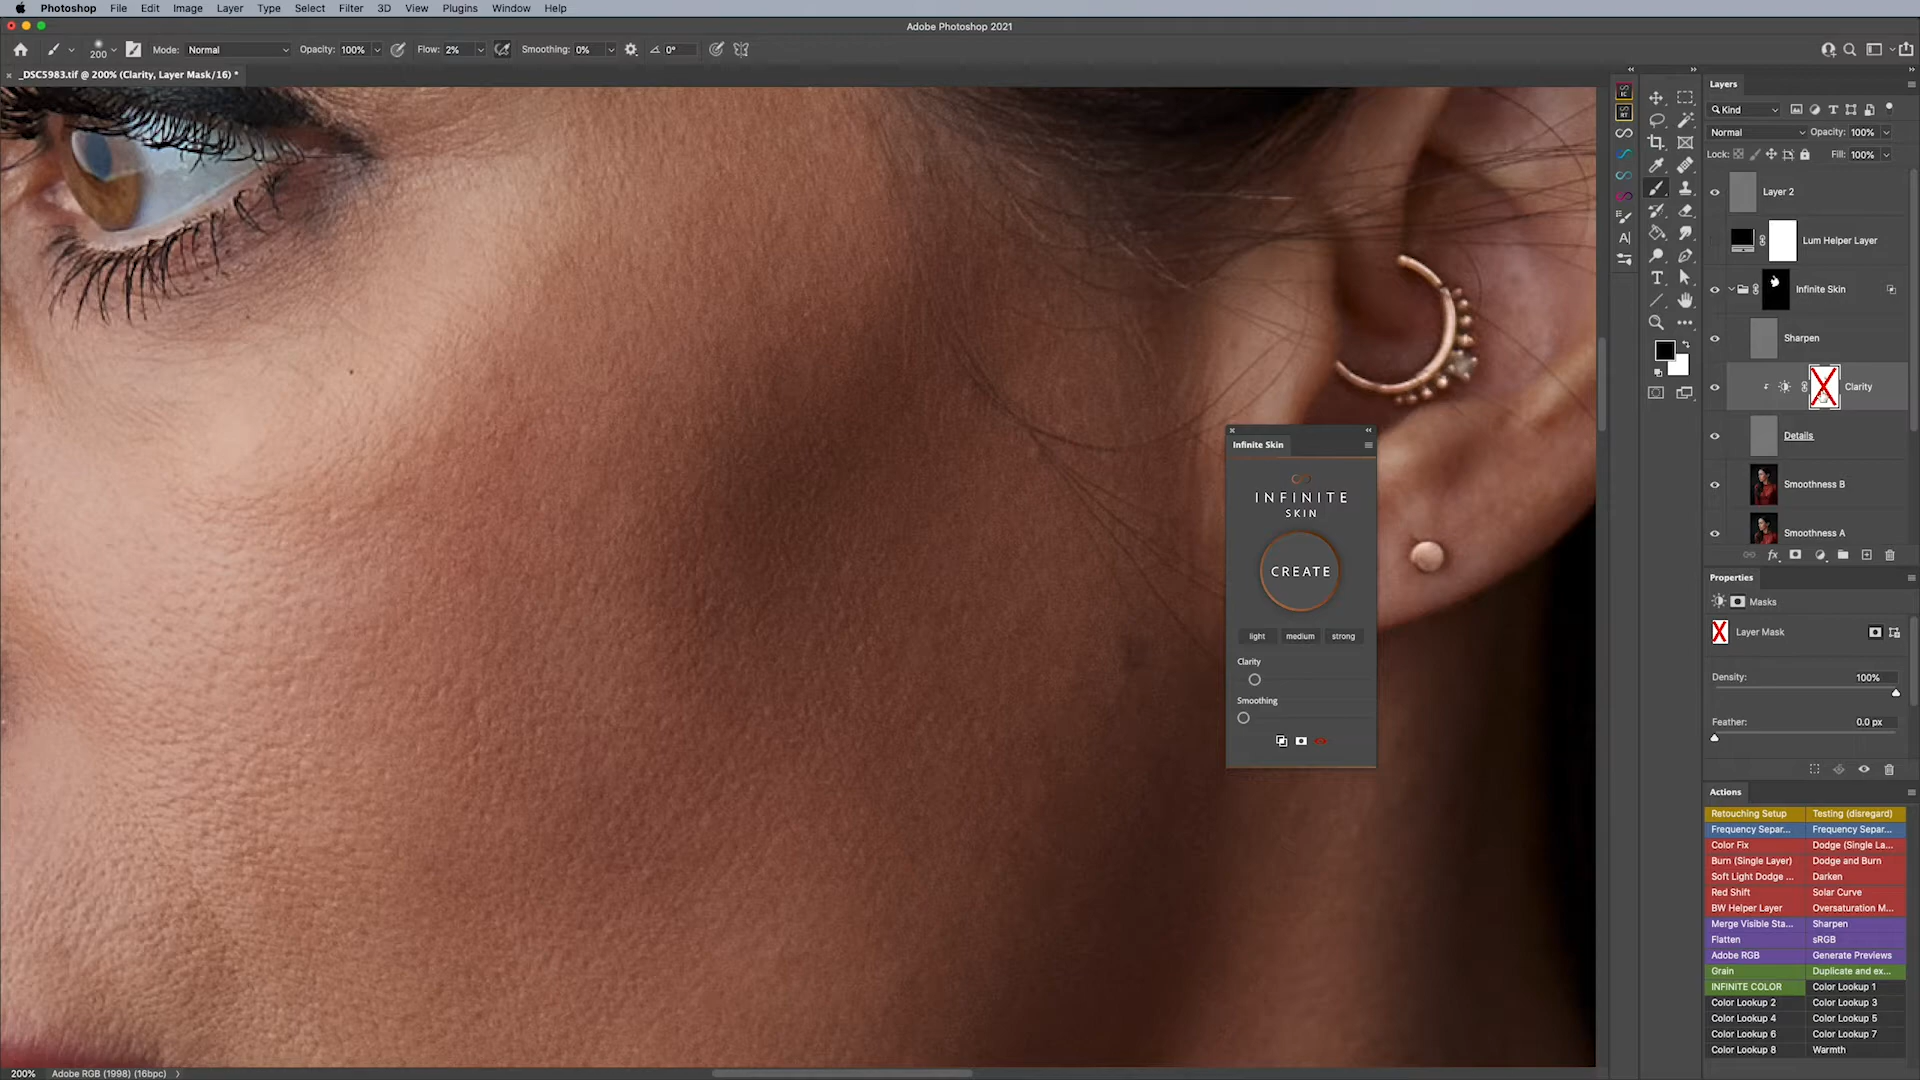 Photoshop File Edit Image Layer Type Select Filter 3D View Plugins Window Help
Adobe Photoshop 2021
200 Mode: Normal Opacity: 100% Flow: 2% Smoothing: 0% 0°
_DSC5983.tif @ 200% (Clarity, Layer Mask/16) *
Layers
Kind
Normal Opacity: 100%
Lock: Fill: 100%
Layer 2
Lum Helper Layer
Infinite Skin
Sharpen
Clarity
Details
Smoothness B
Smoothness A
Infinite Skin
INFINITE
SKIN
CREATE
light medium strong
Clarity
Smoothing
Properties
Masks
Layer Mask
Density: 100%
Feather: 0.0 px
Actions
Retouching Setup Testing (disregard)
Frequency Separ... Frequency Separ...
Color Fix Dodge (Single La...
Burn (Single Layer) Dodge and Burn
Soft Light Dodge ... Darken
Red Shift Solar Curve
BW Helper Layer Oversaturation M...
Merge Visible Sta... Sharpen
Flatten sRGB
Adobe RGB Generate Previews
Grain Duplicate and ex...
INFINITE COLOR Color Lookup 1
Color Lookup 2 Color Lookup 3
Color Lookup 4 Color Lookup 5
Color Lookup 6 Color Lookup 7
Color Lookup 8 Warmth
200% Adobe RGB (1998) (16bpc)